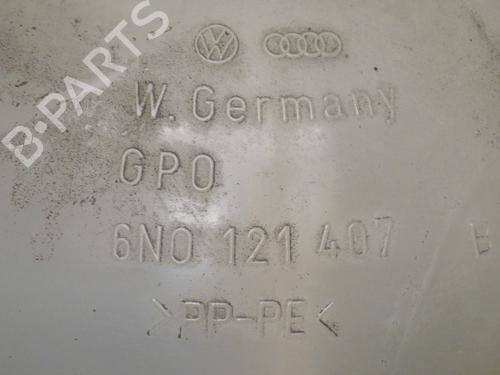 B-PARTS
W. Germany
GPO
6N0 121 407 B
>PP-PE<